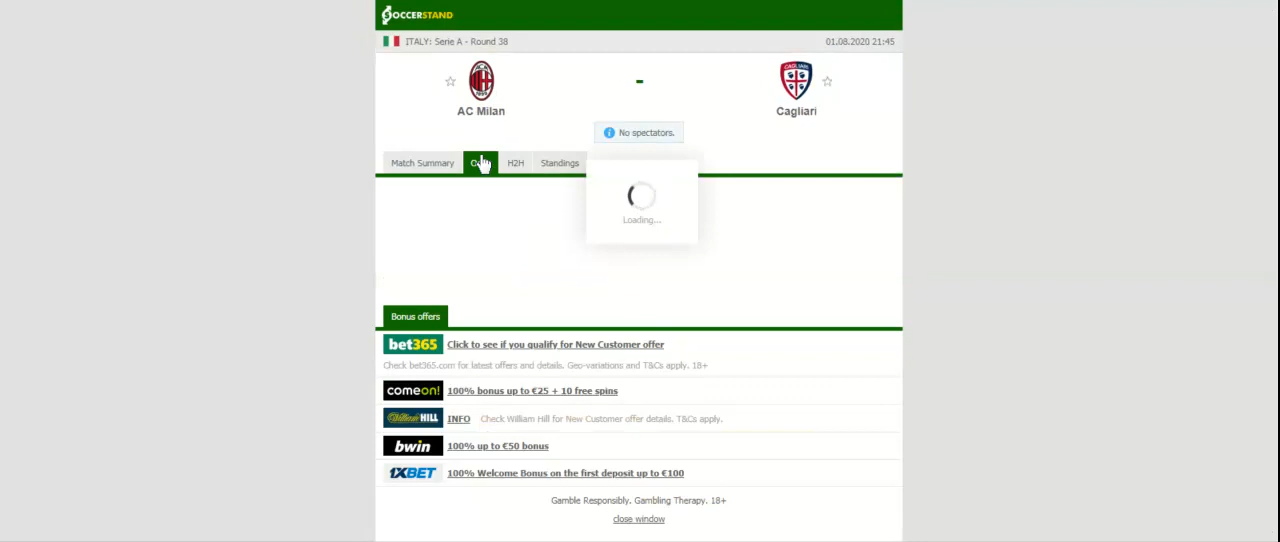 SOCCERSTAND
ITALY: Serie A - Round 38
01.08.2020 21:45
-
AC Milan
Cagliari
No spectators.
Match Summary
H2H
Standings
Loading...
Bonus offers
bet365 Click to see if you qualify for New Customer offer
Check bet365.com for latest offers and details. Geo-variations and T&Cs apply. 18+
comeon! 100% bonus up to €25 + 10 free spins
William HILL INFO Check William Hill for New Customer offer details. T&Cs apply.
bwin 100% up to €50 bonus
1XBET 100% Welcome Bonus on the first deposit up to €100
Gamble Responsibly. Gambling Therapy. 18+
close window